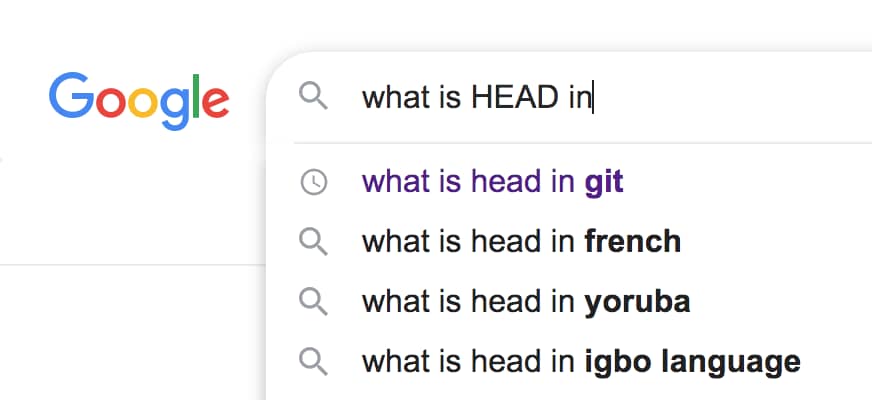 Google
what is HEAD in
what is head in git
what is head in french
what is head in yoruba
what is head in igbo language